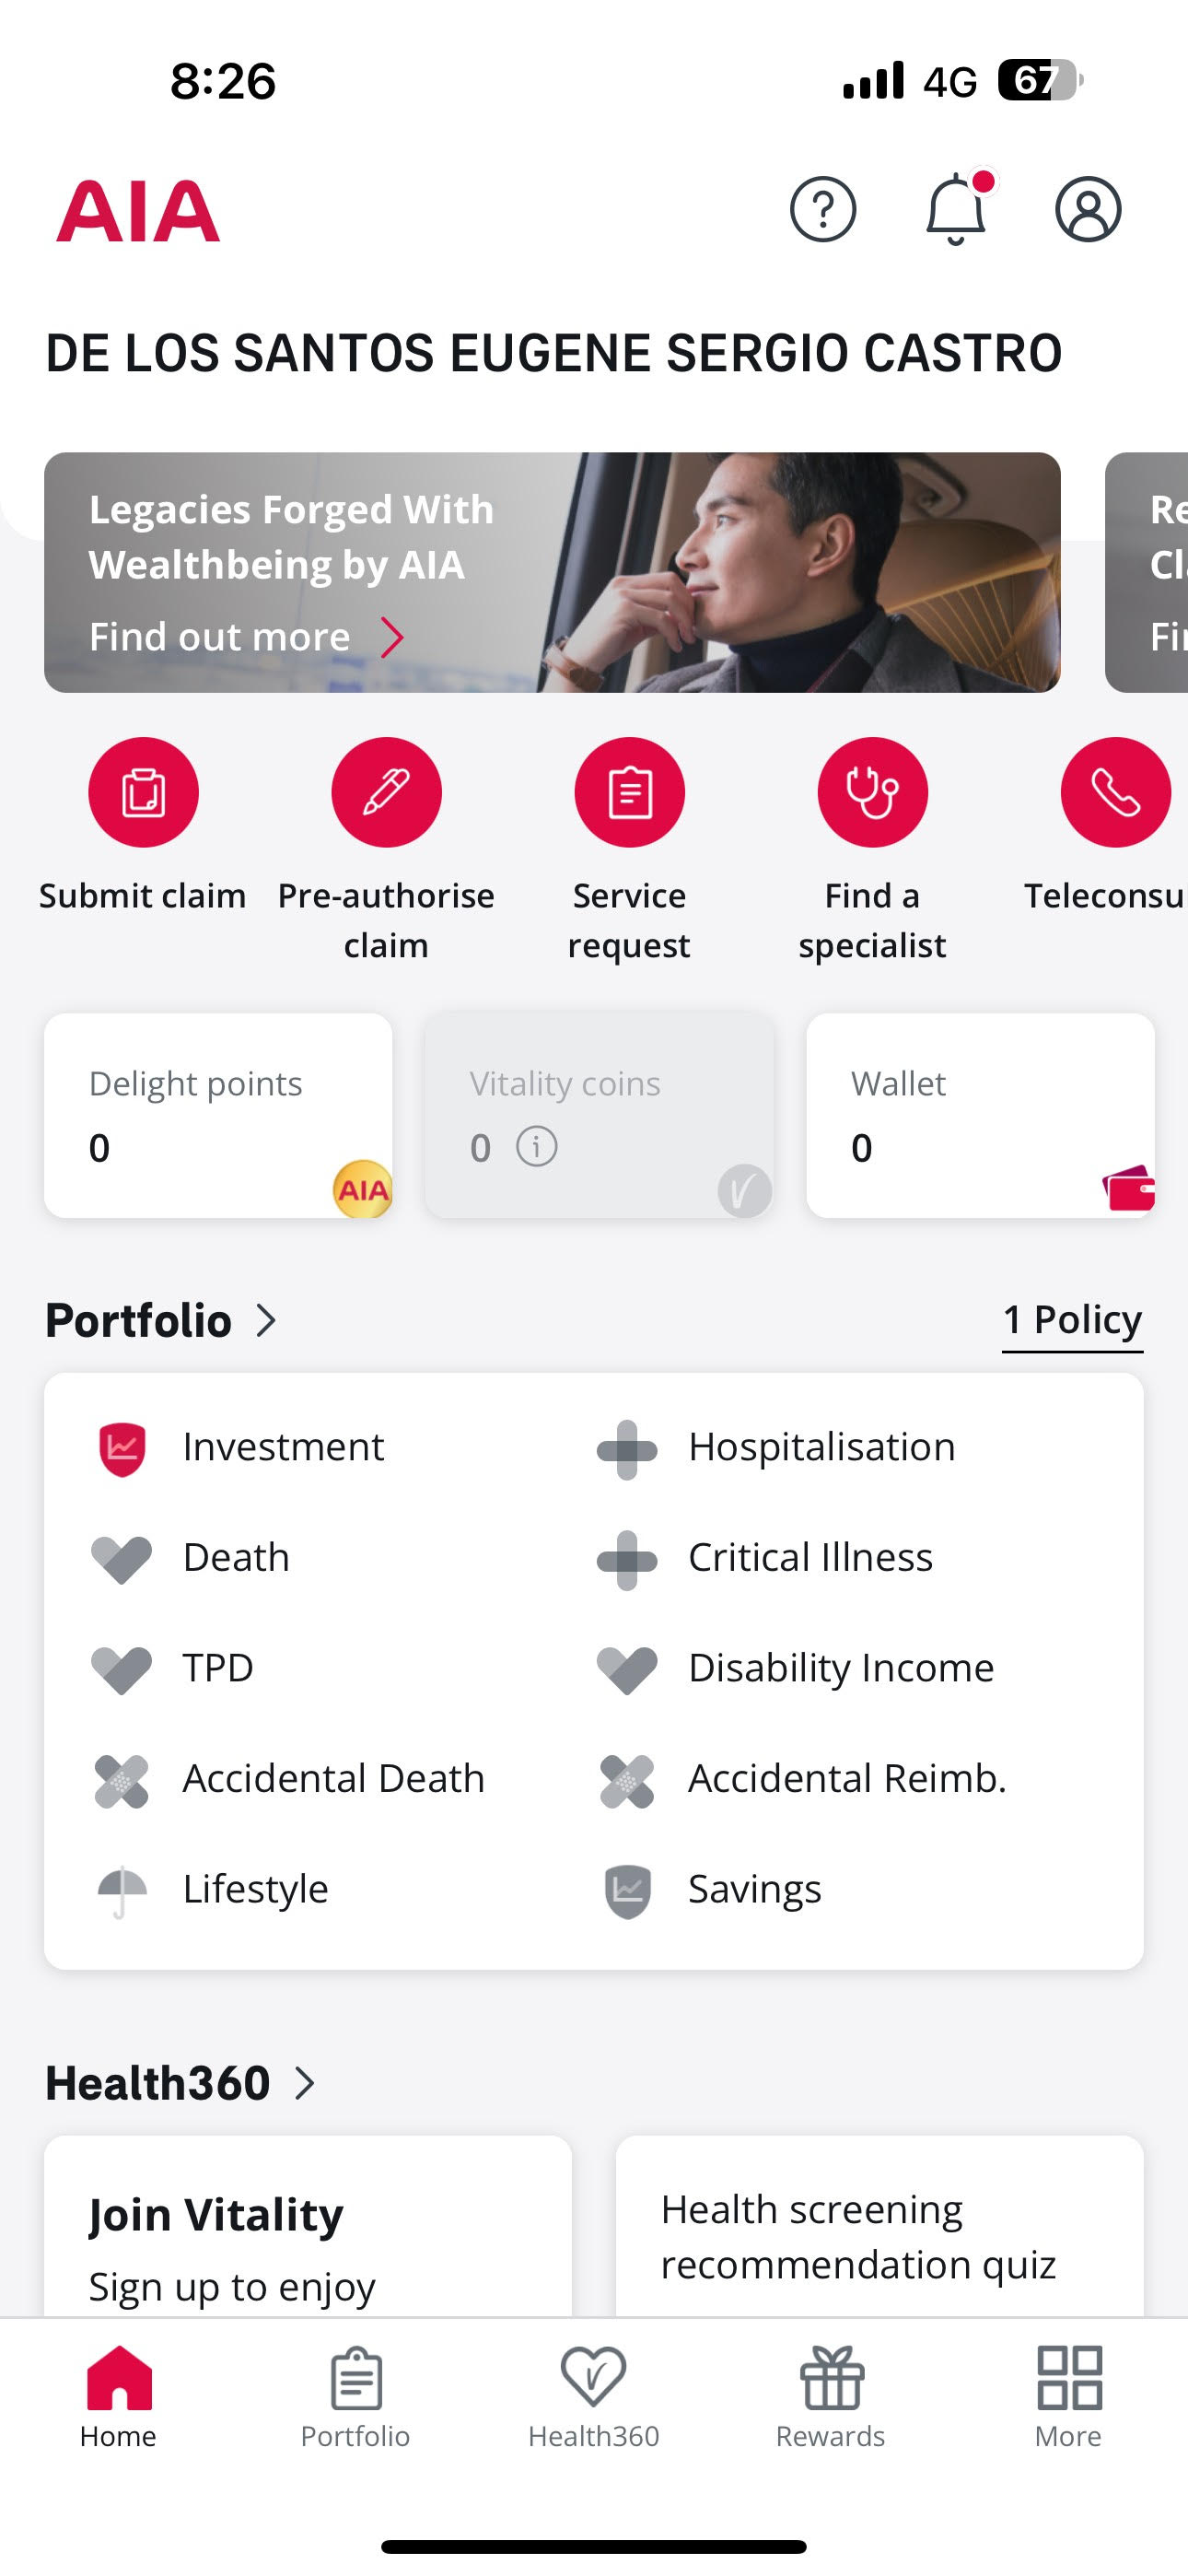 8:26
4G
67
AIA
DE LOS SANTOS EUGENE SERGIO CASTRO
Legacies Forged With
Wealthbeing by AIA
Find out more
Re
Cl
Fi
Submit claim
Pre-authorise
claim
Service
request
Find a
specialist
Teleconsu
Delight points
0
AIA
Vitality coins
0
Wallet
0
Portfolio
1 Policy
Investment
Hospitalisation
Death
Critical Illness
TPD
Disability Income
Accidental Death
Accidental Reimb.
Lifestyle
Savings
Health360
Join Vitality
Sign up to enjoy
Health screening
recommendation quiz
Home
Portfolio
Health360
Rewards
More